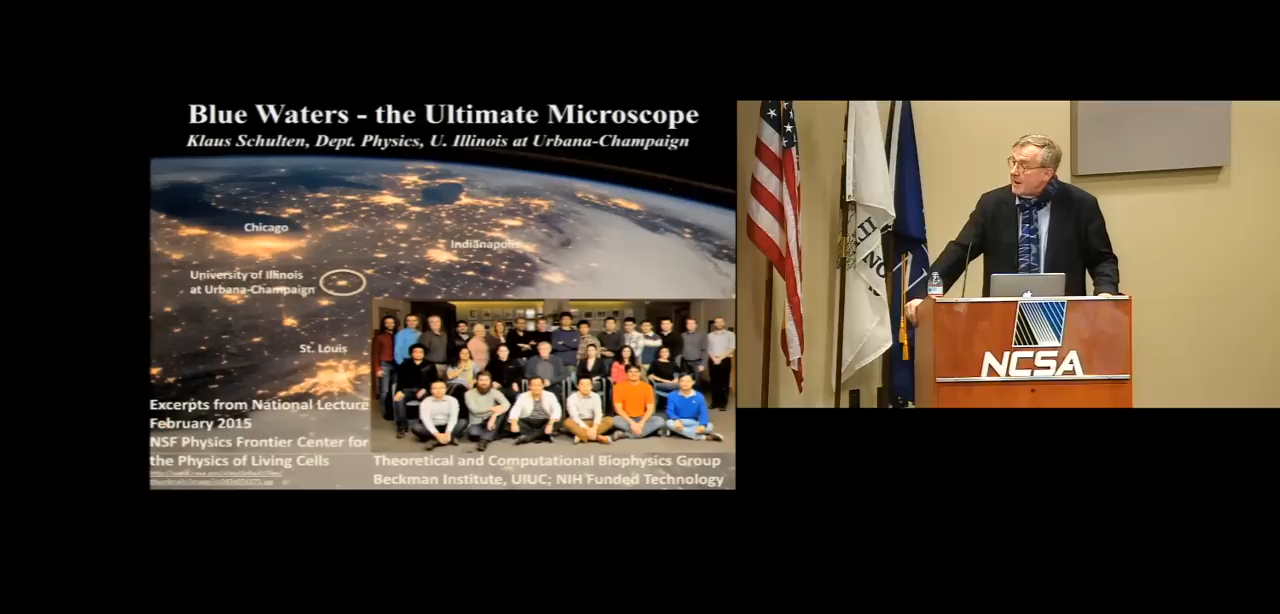 Blue Waters - the Ultimate Microscope
Klaus Schulten, Dept. Physics, U. Illinois at Urbana-Champaign
Chicago
Indianapolis
University of Illinois
at Urbana-Champaign
St. Louis
Excerpts from National Lecture
February 2015
NSF Physics Frontier Center for
the Physics of Living Cells
Theoretical and Computational Biophysics Group
Beckman Institute, UIUC; NIH Funded Technology
NCSA